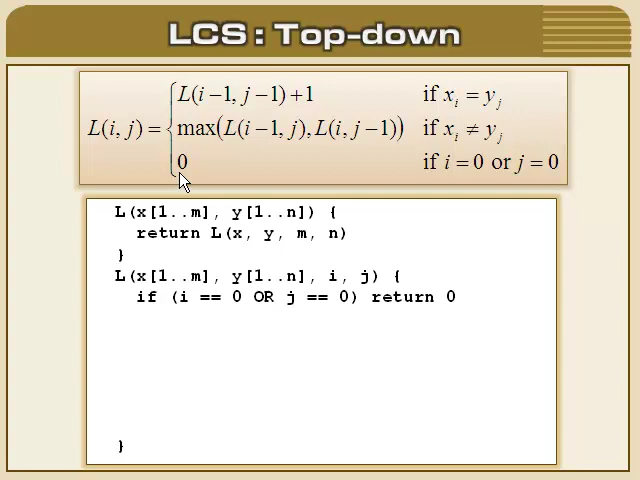 LCS : Top-down
L(i, j) = { L(i − 1, j − 1) + 1 if x_i = y_j
max(L(i − 1, j), L(i, j − 1)) if x_i ≠ y_j
0 if i = 0 or j = 0
L(x[1..m], y[1..n]) {
return L(x, y, m, n)
}
L(x[1..m], y[1..n], i, j) {
if (i == 0 OR j == 0) return 0
}